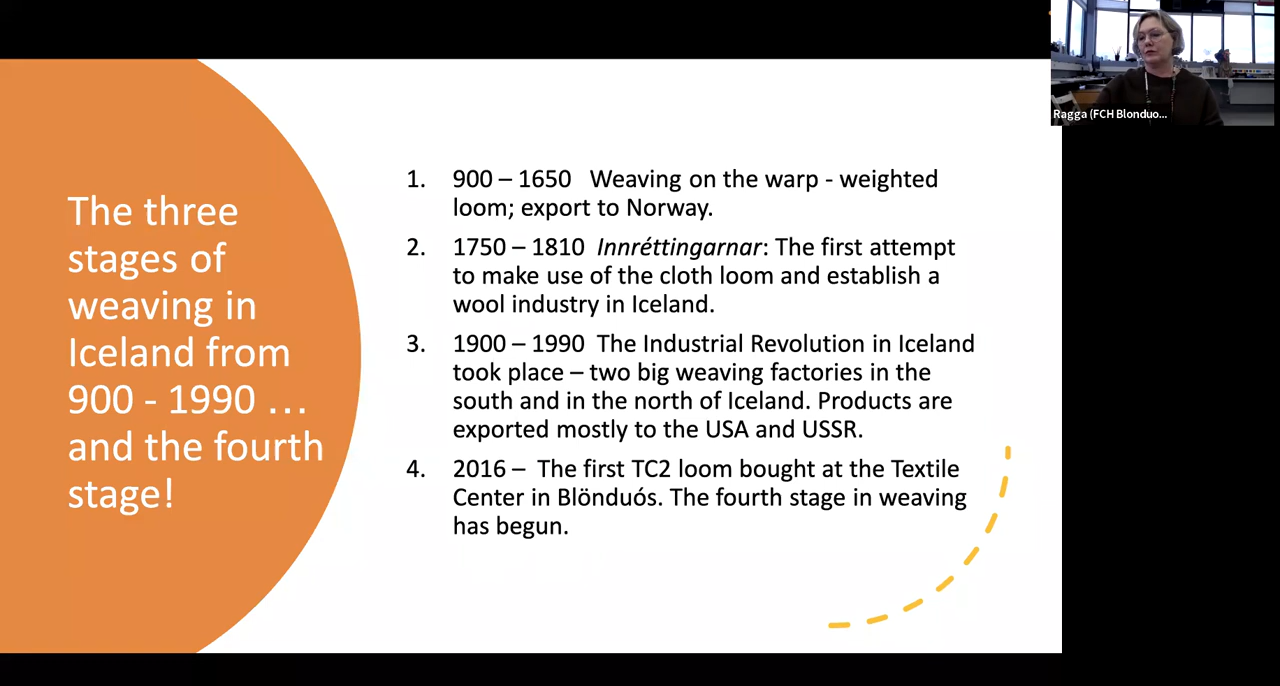 The three
stages of
weaving in
Iceland from
900 - 1990 …
and the fourth
stage!
1. 900 – 1650 Weaving on the warp - weighted
loom; export to Norway.
2. 1750 – 1810 Innréttingarnar: The first attempt
to make use of the cloth loom and establish a
wool industry in Iceland.
3. 1900 – 1990 The Industrial Revolution in Iceland
took place – two big weaving factories in the
south and in the north of Iceland. Products are
exported mostly to the USA and USSR.
4. 2016 – The first TC2 loom bought at the Textile
Center in Blönduós. The fourth stage in weaving
has begun.
Ragga (FCH Blonduo...